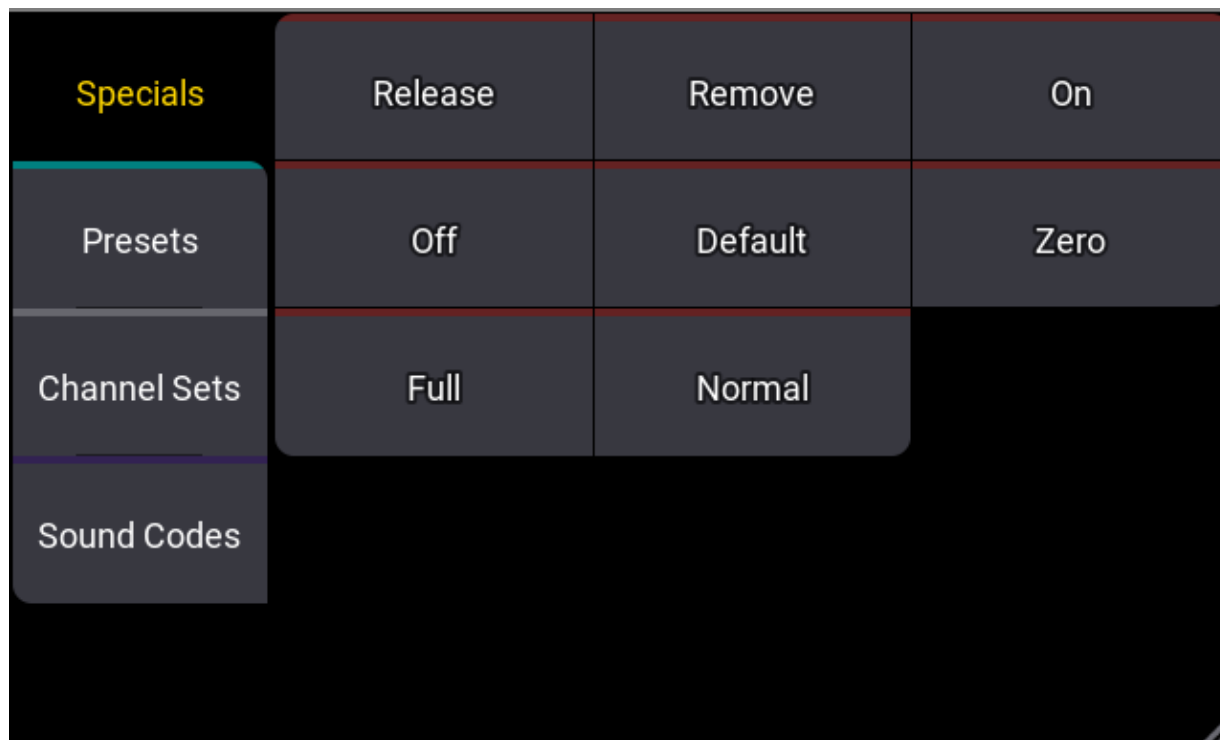 Specials
Release
Remove
On
Presets
Off
Default
Zero
Channel Sets
Full
Normal
Sound Codes